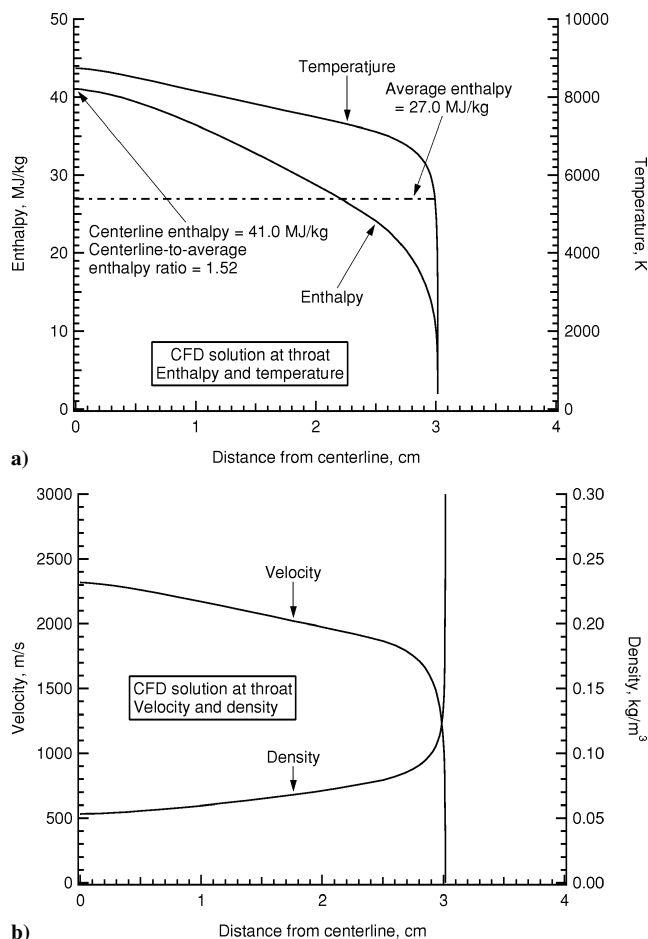 50
40
30
20
10
0
Enthalpy, MJ/kg
10000
8000
6000
4000
2000
0
Temperature, K
Temperatjure
Average enthalpy
= 27.0 MJ/kg
Centerline enthalpy = 41.0 MJ/kg
Centerline-to-average
enthalpy ratio = 1.52
Enthalpy
CFD solution at throat
Enthalpy and temperature
0 1 2 3 4
a)
Distance from centerline, cm
3000
2500
2000
1500
1000
500
0
Velocity, m/s
0.30
0.25
0.20
0.15
0.10
0.05
0.00
Density, kg/m³
Velocity
CFD solution at throat
Velocity and density
Density
0 1 2 3 4
b)
Distance from centerline, cm